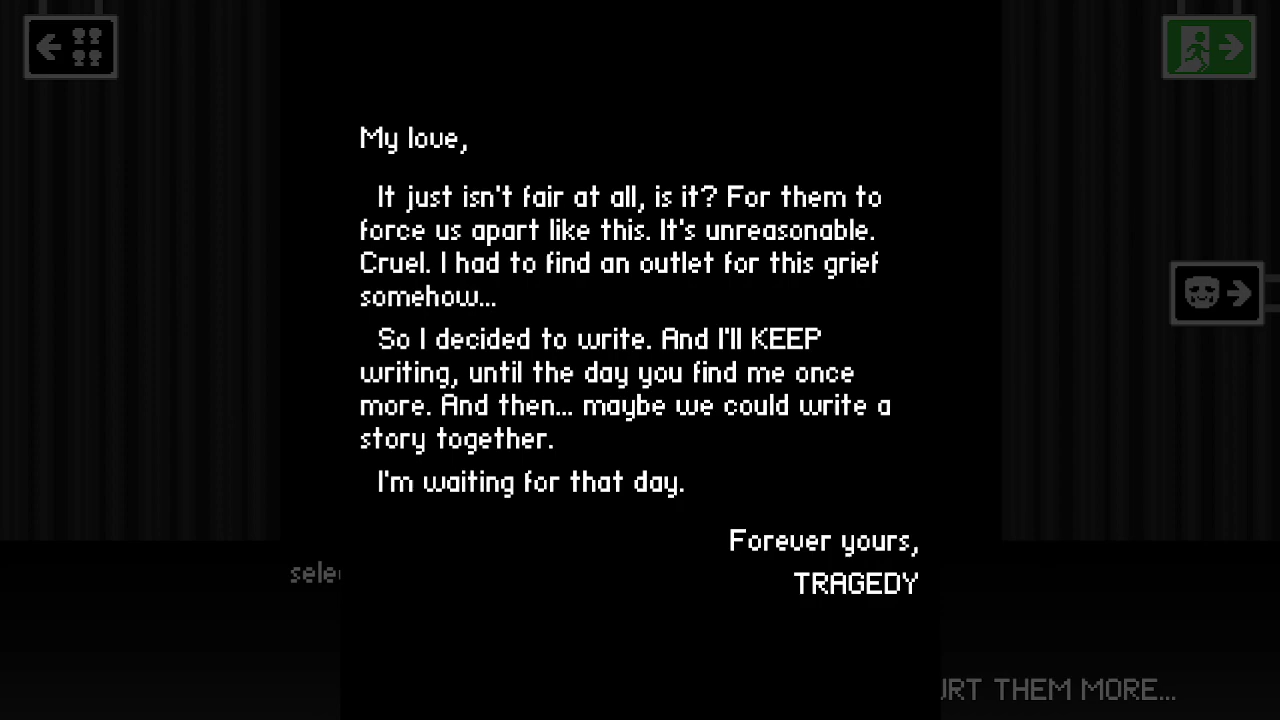 My love,
It just isn't fair at all, is it? For them to
force us apart like this. It's unreasonable.
Cruel. I had to find an outlet for this grief
somehow...
So I decided to write. And I'll KEEP
writing, until the day you find me once
more. And then... maybe we could write a
story together.
I'm waiting for that day.
Forever yours,
TRAGEDY
THEM MORE...